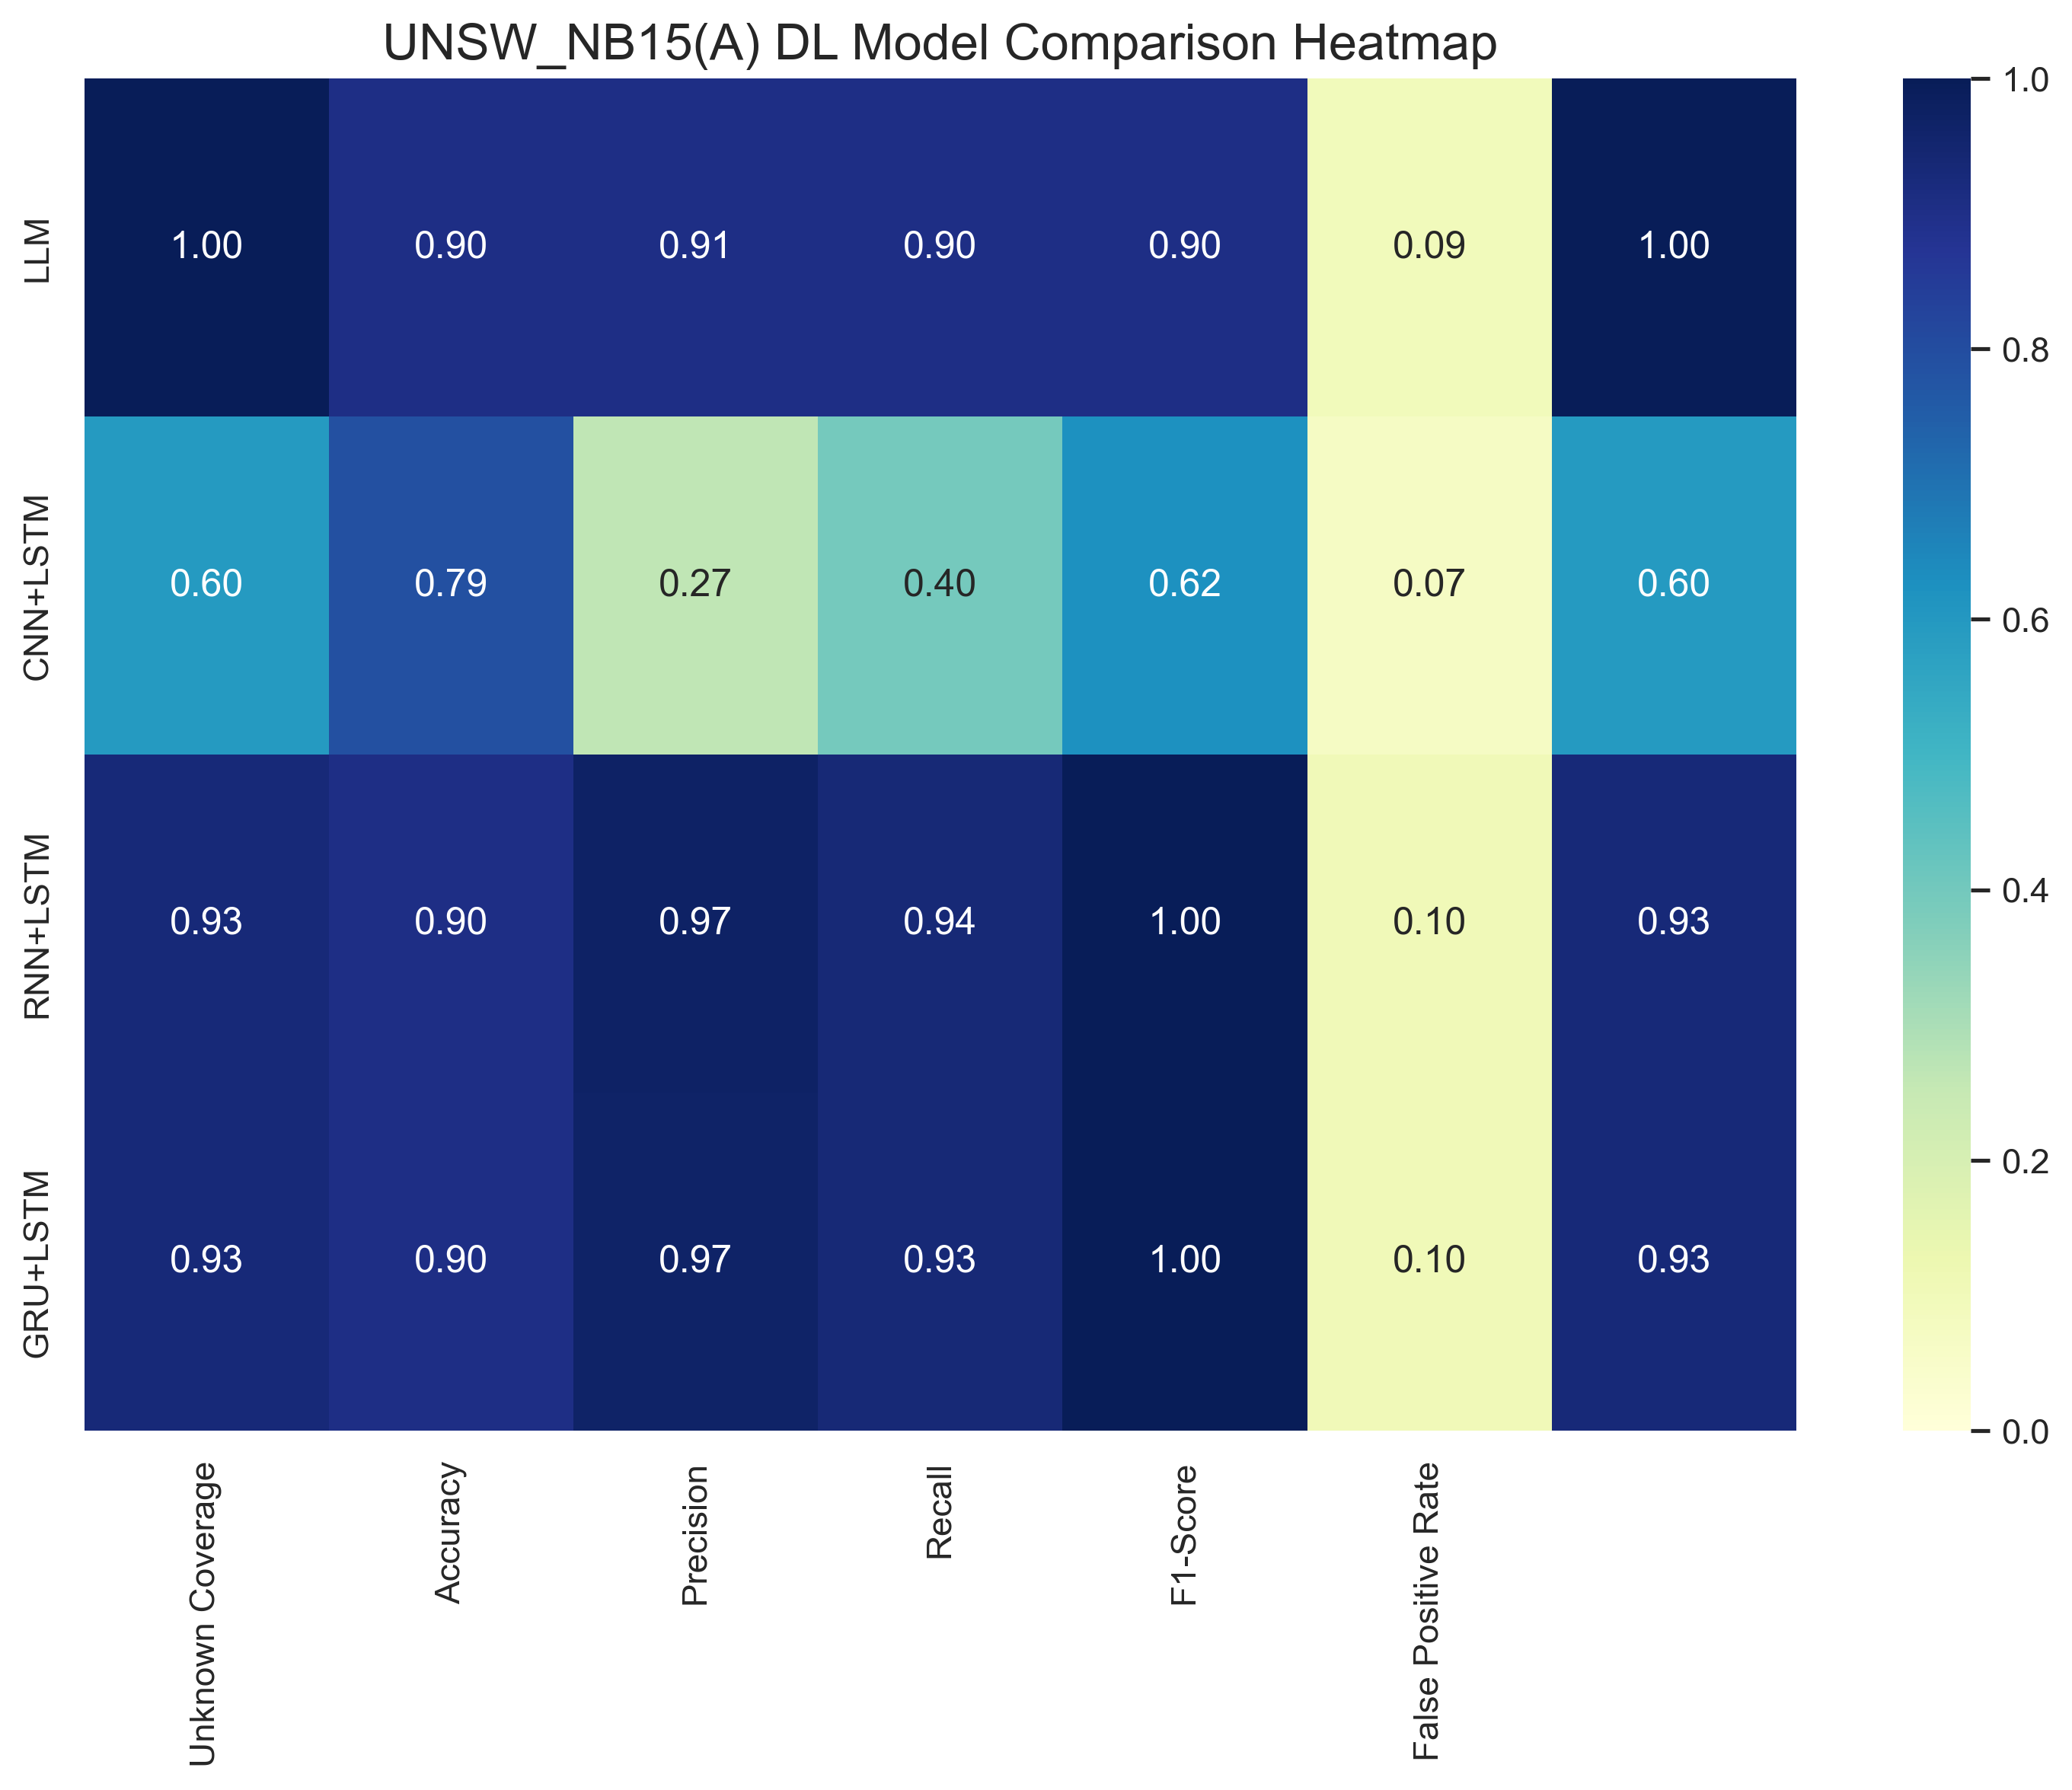 UNSW_NB15(A) DL Model Comparison Heatmap
LLM 1.00 0.90 0.91 0.90 0.90 0.09 1.00
CNN+LSTM 0.60 0.79 0.27 0.40 0.62 0.07 0.60
RNN+LSTM 0.93 0.90 0.97 0.94 1.00 0.10 0.93
GRU+LSTM 0.93 0.90 0.97 0.93 1.00 0.10 0.93
Unknown Coverage
Accuracy
Precision
Recall
F1-Score
False Positive Rate
1.0
0.8
0.6
0.4
0.2
0.0